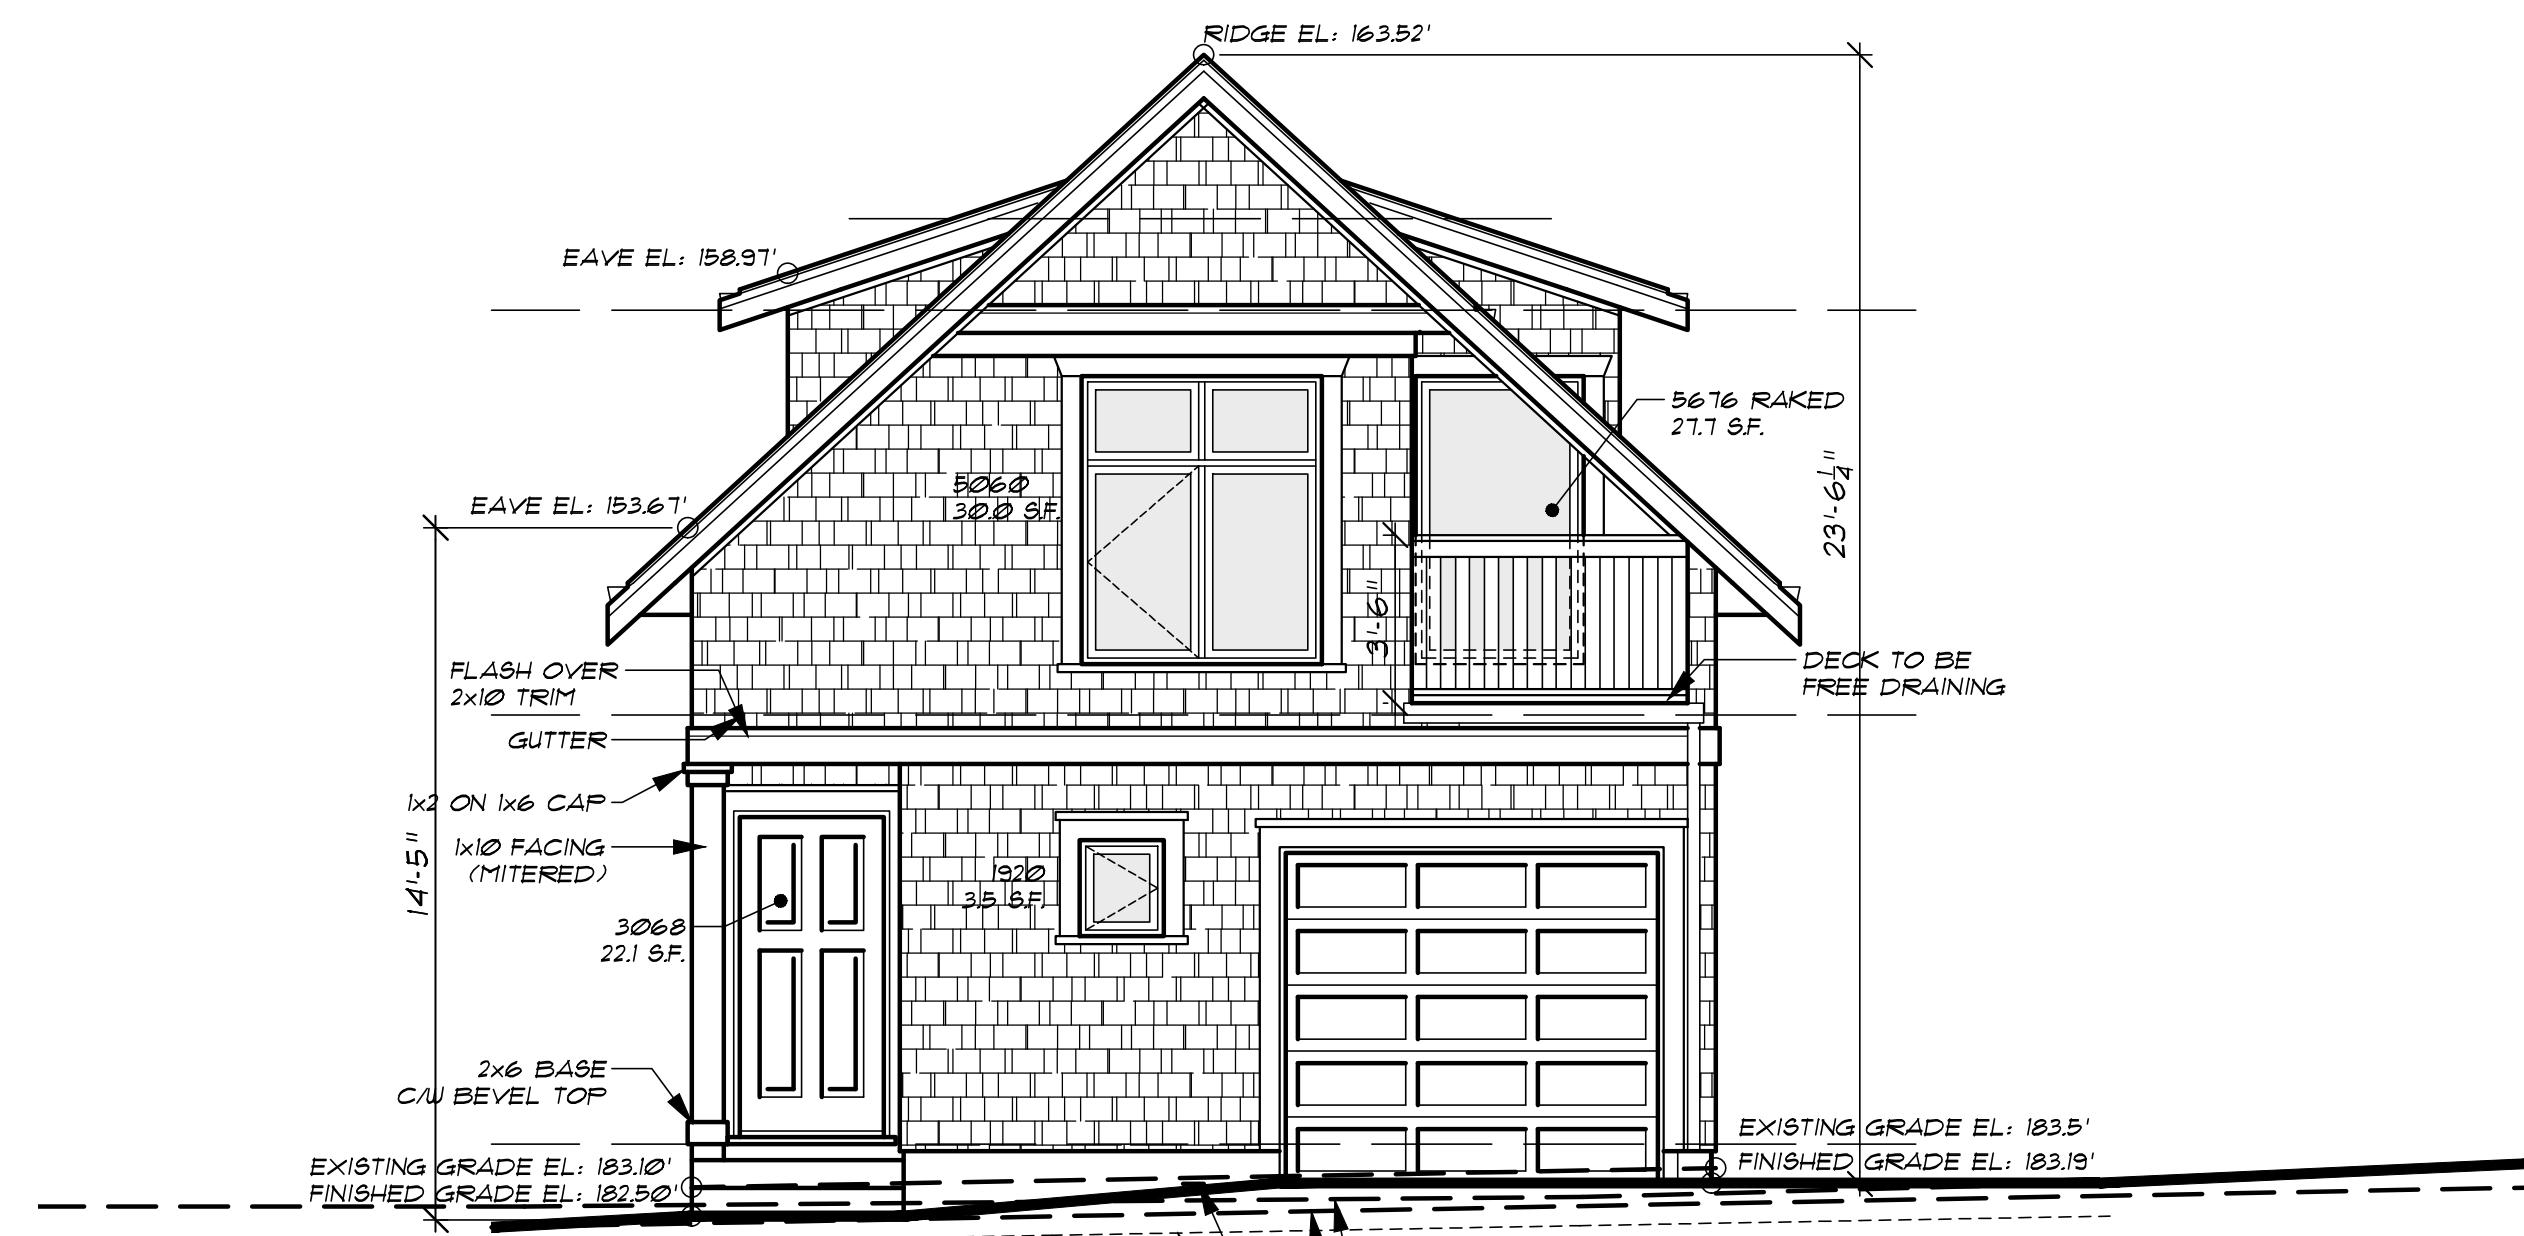 RIDGE EL: 163.52'
EAVE EL: 158.97'
5676 RAKED
27.7 S.F.
23'-6 1/4"
5060
30.0 S.F.
EAVE EL: 153.67'
3'-6"
FLASH OVER
2x10 TRIM
DECK TO BE
FREE DRAINING
GUTTER
1x2 ON 1x6 CAP
14'-5"
1x10 FACING
(MITERED)
1920
3.5 S.F.
3068
22.1 S.F.
2x6 BASE
C/W BEVEL TOP
EXISTING GRADE EL: 183.5'
FINISHED GRADE EL: 183.19'
EXISTING GRADE EL: 183.10'
FINISHED GRADE EL: 182.50'